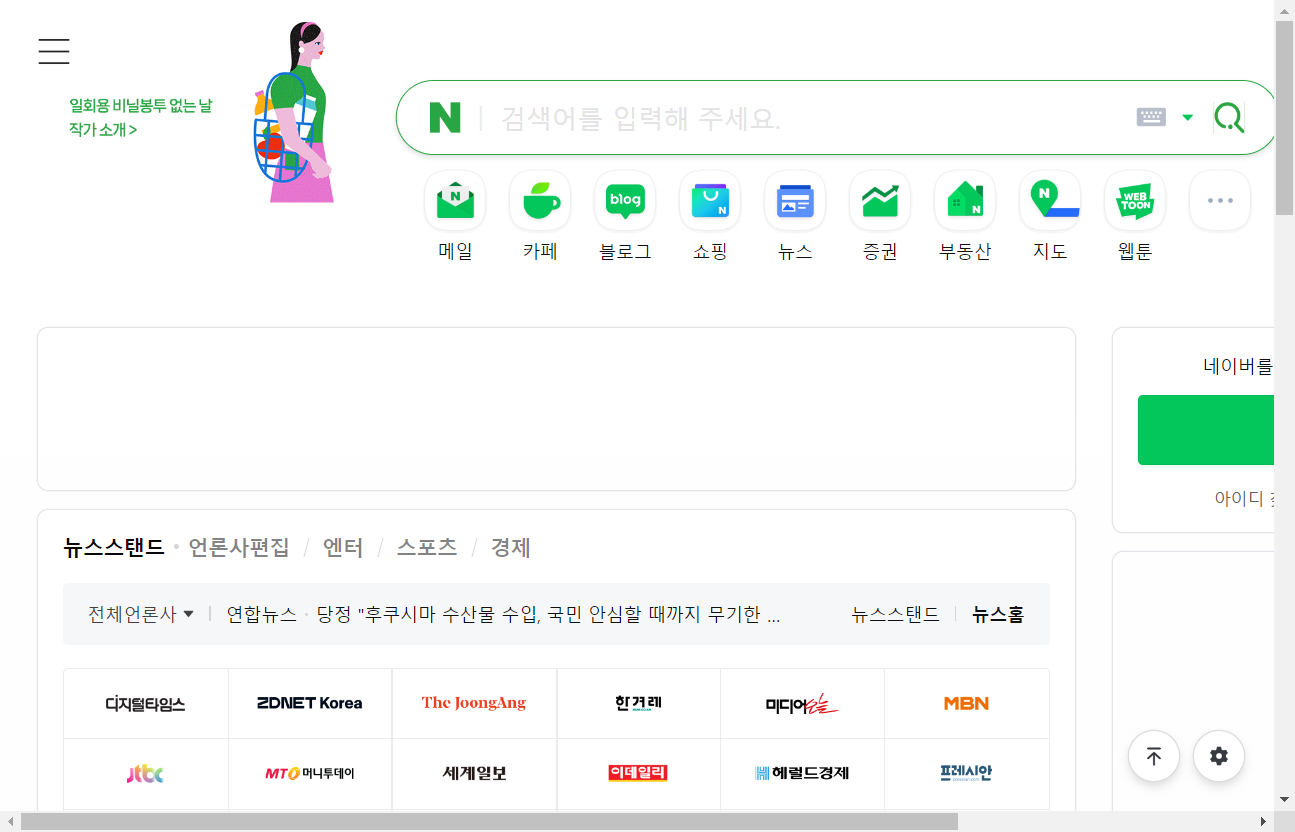 일회용 비닐봉투 없는 날
작가 소개 >
N
검색어를 입력해 주세요.
N
blog
N
N
N
WEB
TOON
메일
카페
블로그
쇼핑
뉴스
증권
부동산
지도
웹툰
네이버를
아이디
뉴스스탠드
언론사편집 / 엔터 / 스포츠 / 경제
전체언론사
연합뉴스 · 당정 "후쿠시마 수산물 수입, 국민 안심할 때까지 무기한 ...
뉴스스탠드
뉴스홈
디지털타임스
ZDNET Korea
The JoongAng
한겨레
미디어오늘
MBN
jtbc
MTO 머니투데이
세계일보
이데일리
헤럴드경제
프레시안